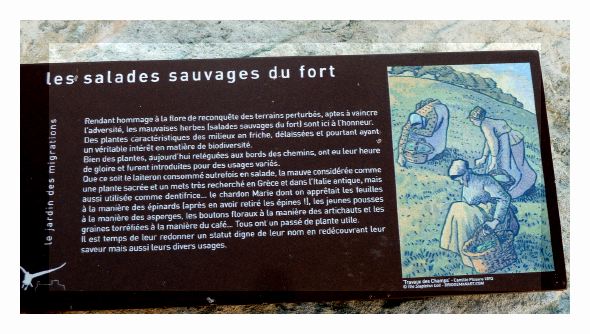 les salades sauvages du fort
le jardin des migrations
Rendant hommage à la flore de reconquête des terrains perturbés, aptes à vaincre
l'adversité, les mauvaises herbes (salades sauvages du fort) sont ici à l'honneur.
Des plantes caractéristiques des milieux en friche, délaissées et pourtant ayant
un véritable intérêt en matière de biodiversité.
Bien des plantes, aujourd'hui reléguées aux bords des chemins, ont eu leur heure
de gloire et furent introduites pour des usages variés.
Que ce soit le laiteron consommé autrefois en salade, la mauve considérée comme
une plante sacrée et un mets très recherché en Grèce et dans l'Italie antique, mais
aussi utilisée comme dentifrice... le chardon Marie dont on apprêtait les feuilles
à la manière des épinards (après en avoir retiré les épines !), les jeunes pousses
à la manière des asperges, les boutons floraux à la manière des artichauts et les
graines torréfiées à la manière du café... Tous ont un passé de plante utile.
Il est temps de leur redonner un statut digne de leur nom en redécouvrant leur
saveur mais aussi leurs divers usages.
"Travaux des Champs" - Camille Pissarro
© The Stapleton Coll - BRIDGEMANART.COM